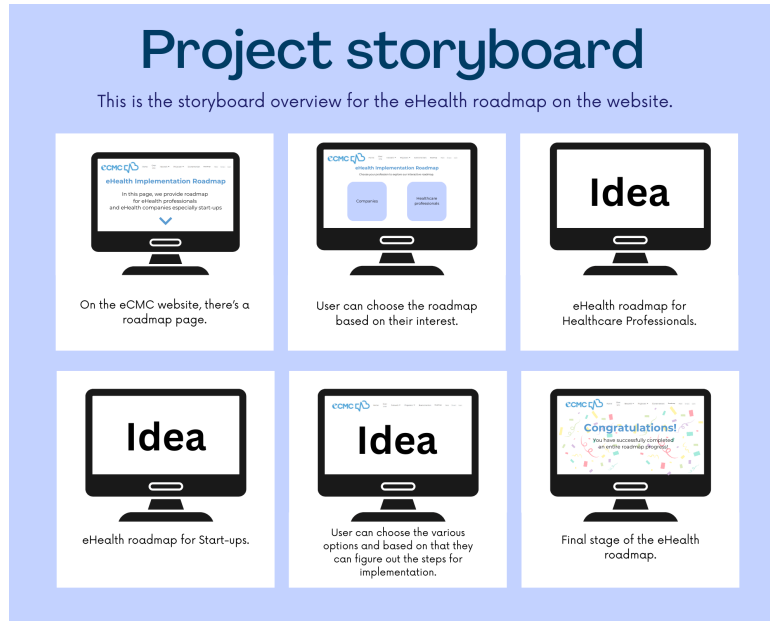 Project storyboard
This is the storyboard overview for the eHealth roadmap on the website.
eCMC
eHealth Implementation Roadmap
In this page, we provide roadmap
for eHealth professionals
and eHealth companies especially start-ups
On the eCMC website, there's a
roadmap page.
eCMC
eHealth Implementation Roadmap
Companies
Healthcare
professionals
User can choose the roadmap
based on their interest.
Idea
eHealth roadmap for
Healthcare Professionals.
Idea
eHealth roadmap for Start-ups.
eCMC
Idea
User can choose the various
options and based on that they
can figure out the steps for
implementation.
eCMC
Congratulations!
You have successfully completed
an entire roadmap progress!
Final stage of the eHealth
roadmap.